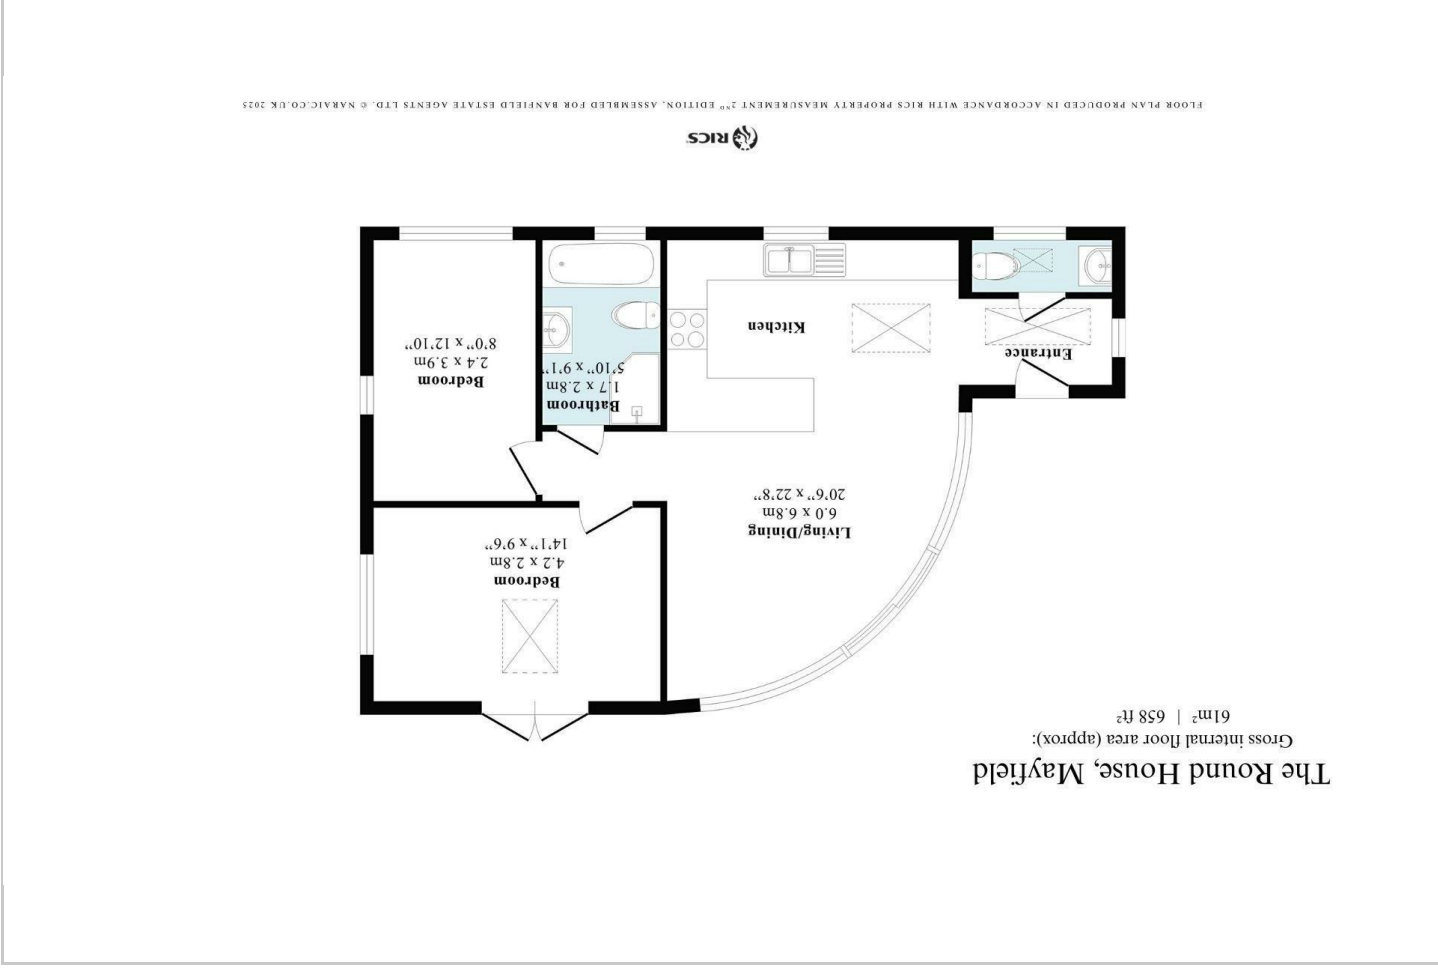 The Round House, Mayfield
Gross internal floor area (approx):
61m² | 658 ft²
Bedroom
4.2 x 2.8m
14’1” x 9’6”
Living/Dining
6.0 x 6.8m
20’6” x 22’8”
Bathroom
1.7 x 2.8m
5’10” x 9’1”
Bedroom
2.4 x 3.9m
8’0” x 12’10”
Entrance
Kitchen
RICS
FLOOR PLAN PRODUCED IN ACCORDANCE WITH RICS PROPERTY MEASUREMENT 2ND EDITION, ASSEMBLED FOR BANFIELD ESTATE AGENTS LTD. © NARAIC.CO.UK 2025